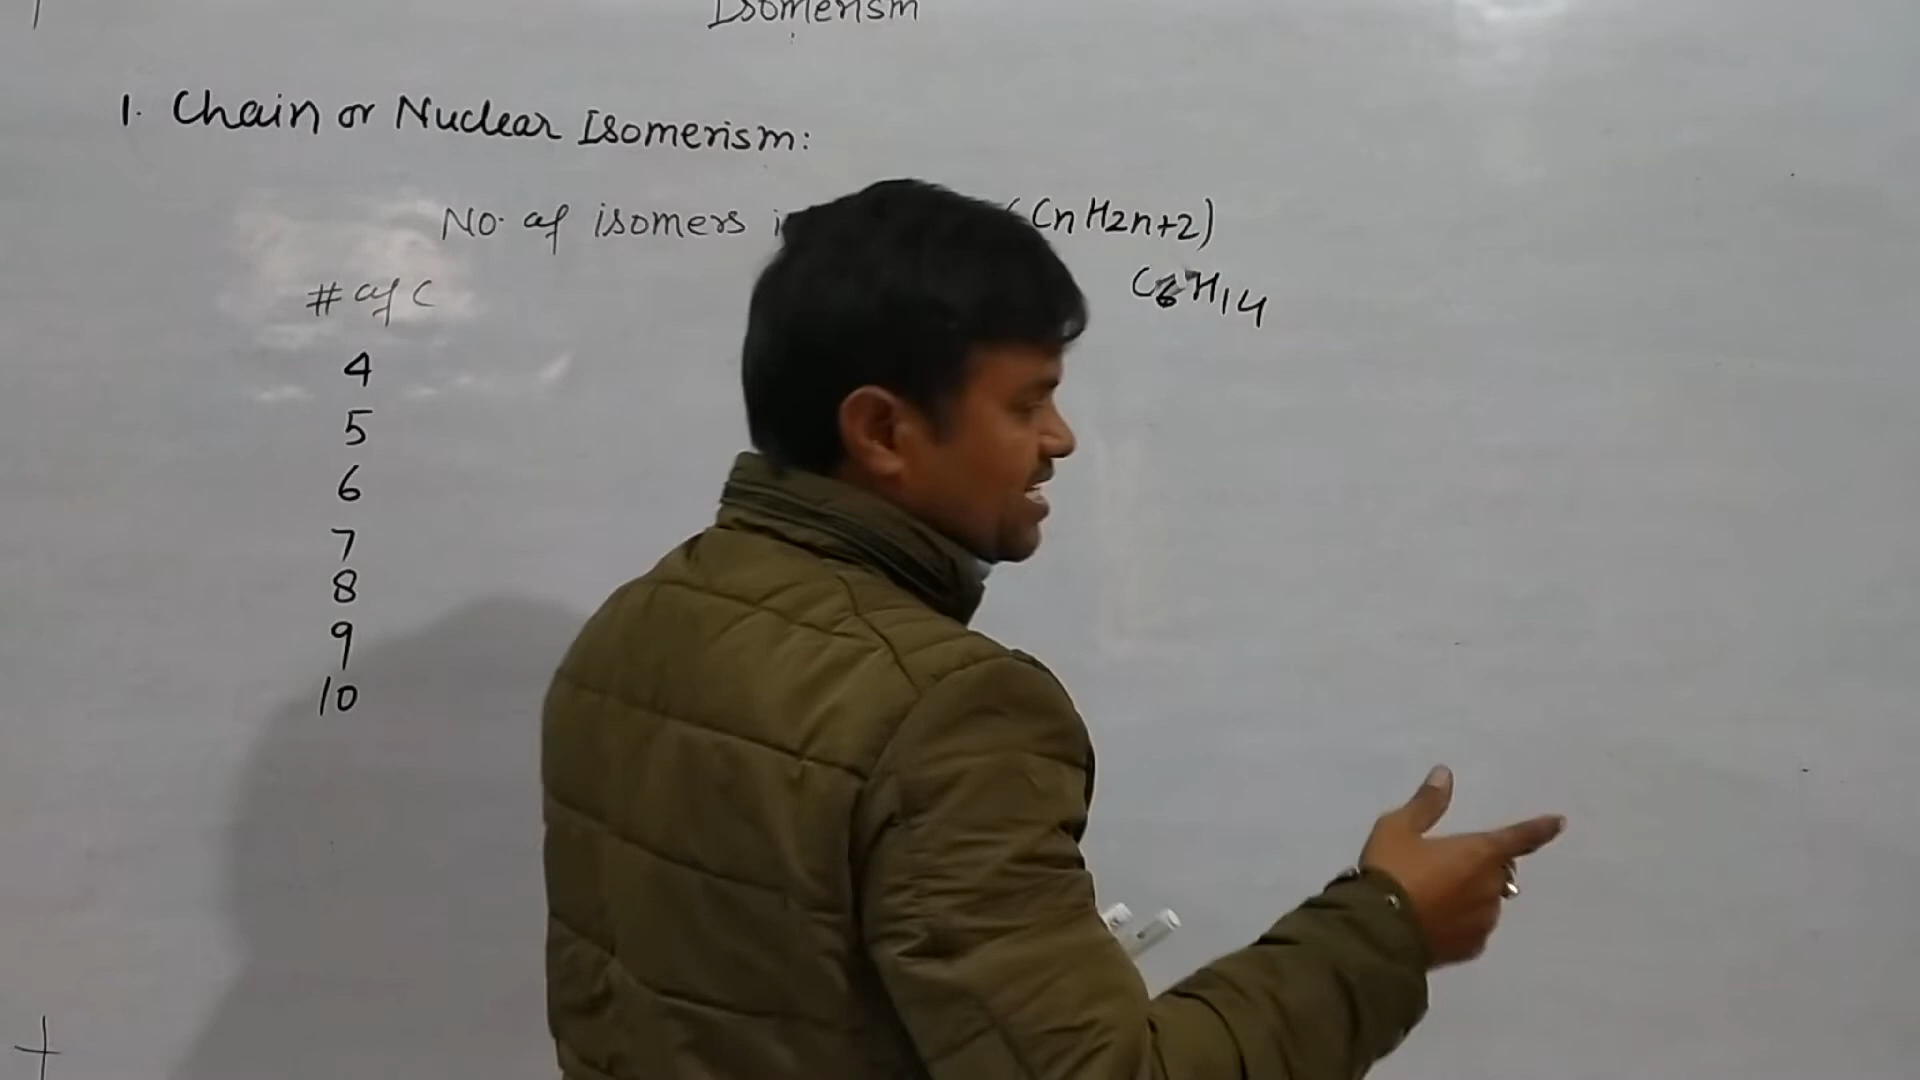 Isomerism
1. Chain or Nuclear Isomerism:
No. of isomers (CnH2n+2)
# of C C6H14
4
5
6
7
8
9
10